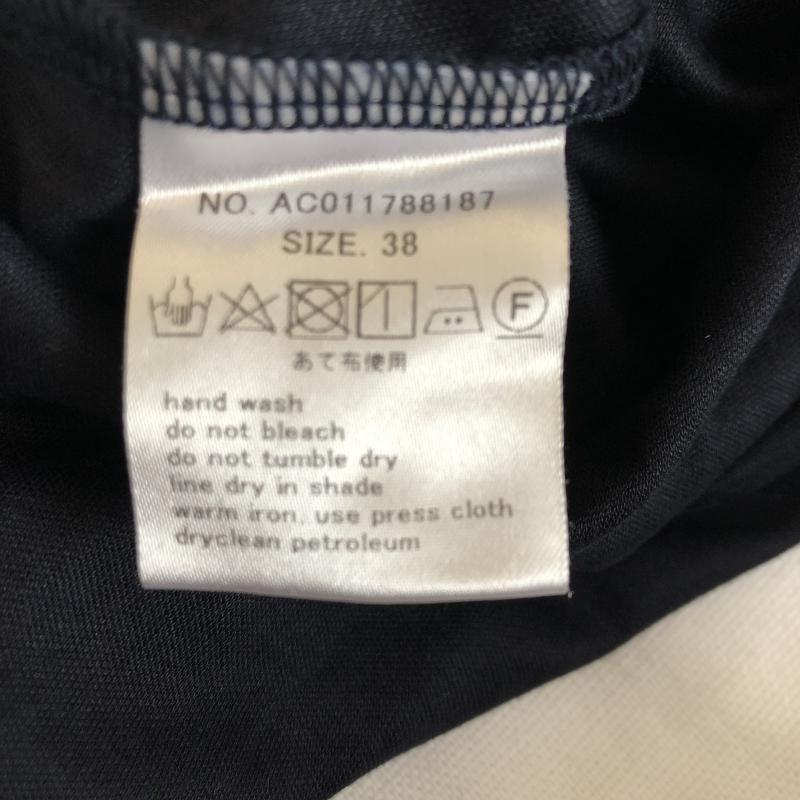 NO. AC011788187
SIZE. 38
F
あて布使用
hand wash
do not bleach
do not tumble dry
line dry in shade
warm iron, use press cloth
dryclean petroleum